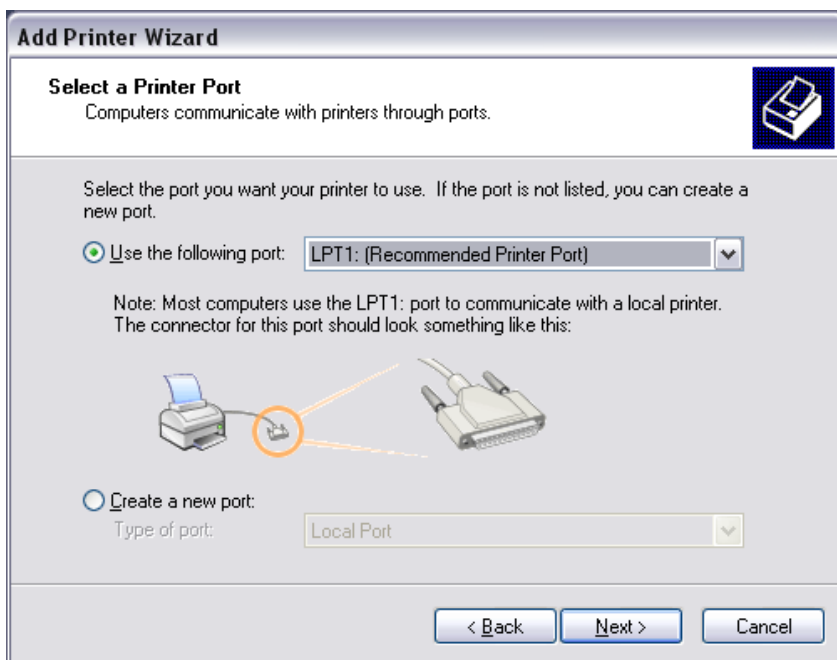 Add Printer Wizard
Select a Printer Port
Computers communicate with printers through ports.
Select the port you want your printer to use. If the port is not listed, you can create a
new port.
Use the following port: LPT1: (Recommended Printer Port)
Note: Most computers use the LPT1: port to communicate with a local printer.
The connector for this port should look something like this:
Create a new port:
Type of port: Local Port
< Back Next > Cancel